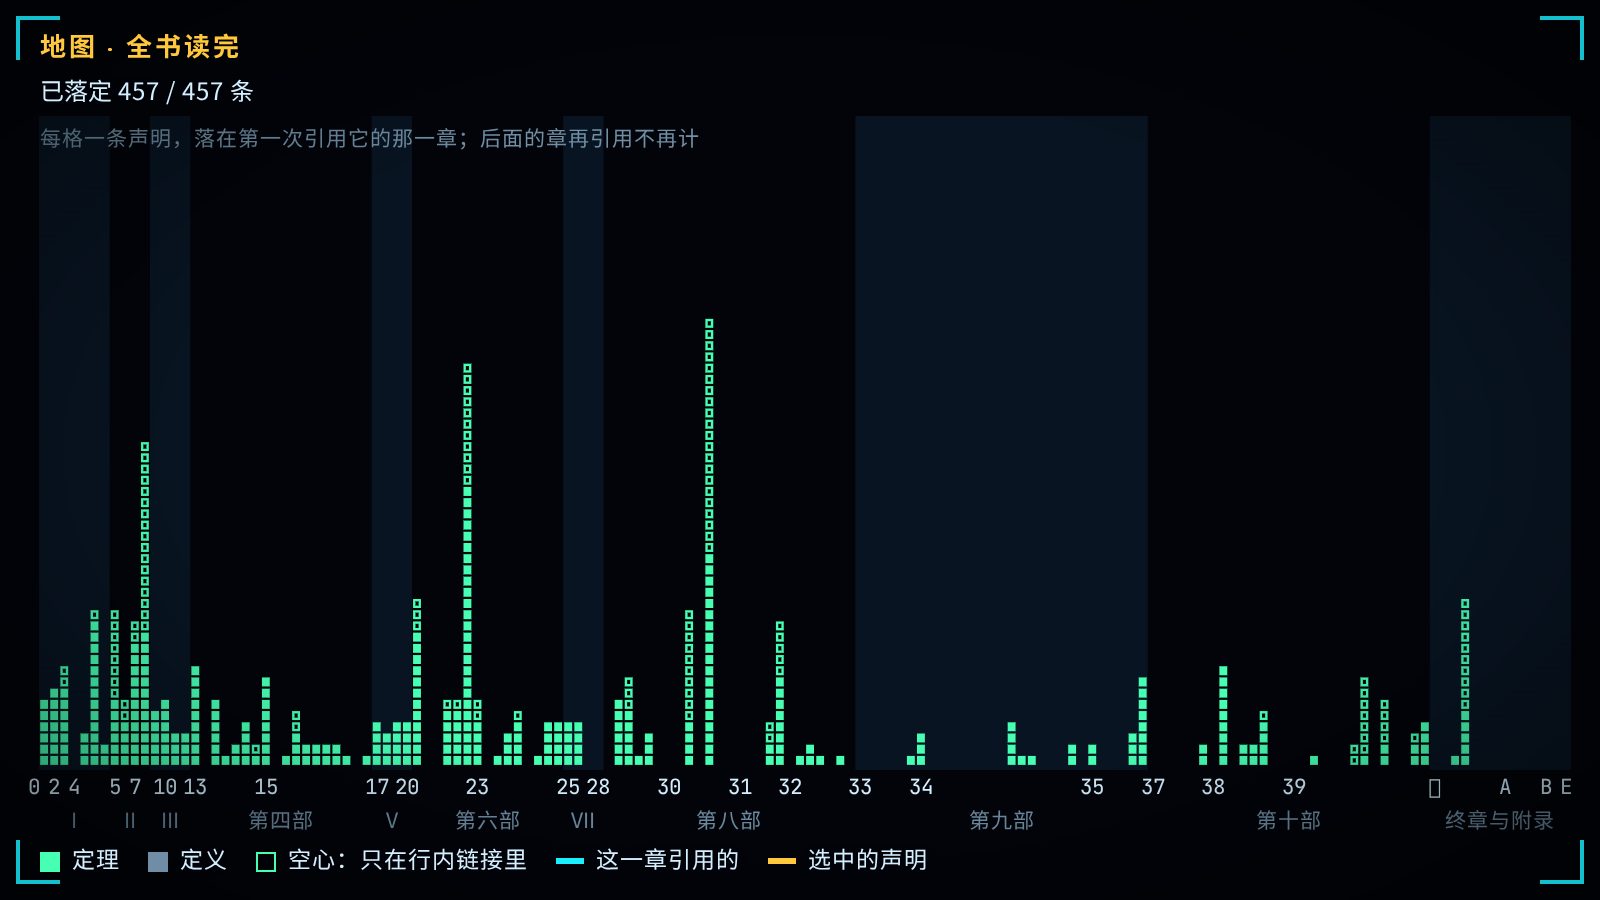 地图 · 全书读完
已落定 457 / 457 条
每格一条声明，落在第一次引用它的那一章；后面的章再引用不再计
0 2 4 5 7 10 13 15 17 20 23 25 28 30 31 32 33 34 35 37 38 39 A B E
I II III 第四部 V 第六部 VII 第八部 第九部 第十部 终章与附录
定理 定义 空心：只在行内链接里 这一章引用的 选中的声明